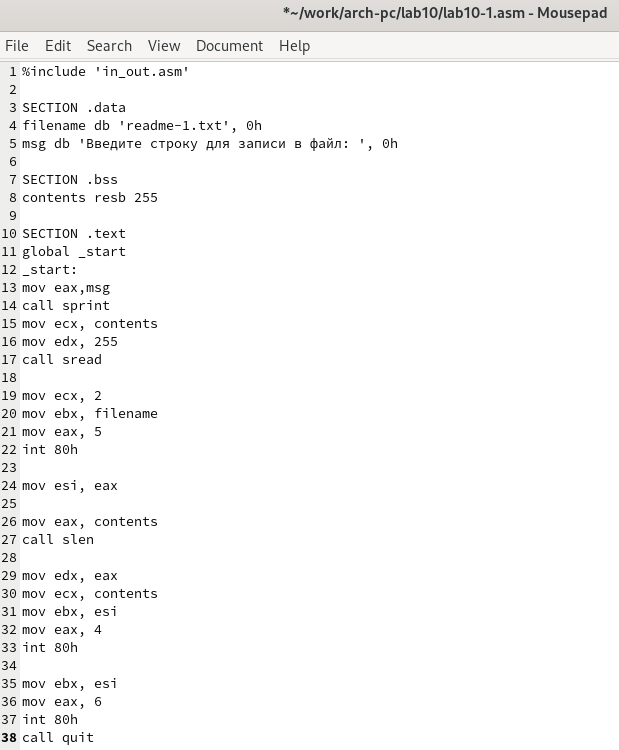 *~/work/arch-pc/lab10/lab10-1.asm - Mousepad
File Edit Search View Document Help
1 %include 'in_out.asm'
2
3 SECTION .data
4 filename db 'readme-1.txt', 0h
5 msg db 'Введите строку для записи в файл: ', 0h
6
7 SECTION .bss
8 contents resb 255
9
10 SECTION .text
11 global _start
12 _start:
13 mov eax,msg
14 call sprint
15 mov ecx, contents
16 mov edx, 255
17 call sread
18
19 mov ecx, 2
20 mov ebx, filename
21 mov eax, 5
22 int 80h
23
24 mov esi, eax
25
26 mov eax, contents
27 call slen
28
29 mov edx, eax
30 mov ecx, contents
31 mov ebx, esi
32 mov eax, 4
33 int 80h
34
35 mov ebx, esi
36 mov eax, 6
37 int 80h
38 call quit